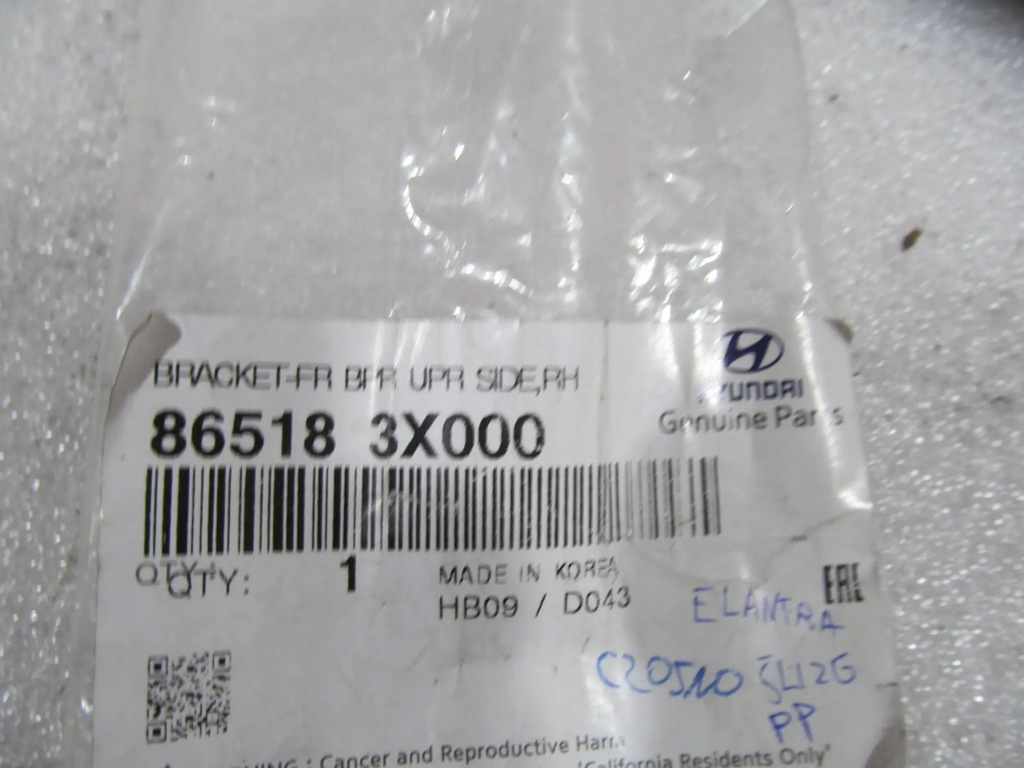 BRACKET-FR BPR UPR SIDE,RH
HYUNDAI
Genuine Parts
86518 3X000
QTY:
QTY: 1
MADE IN KOREA
HB09 / D043
EAC
ELANTRA
PP
: Cancer and Reproductive Harm
'California Residents Only'